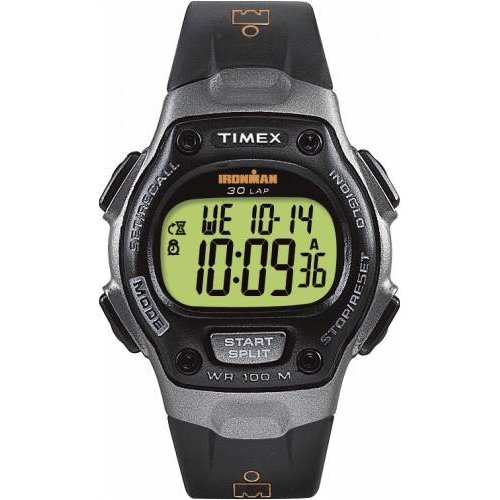 TIMEX
IRONMAN
30 LAP
SET/RECALL
INDIGLO
WE 10-14
10:09 A 36
MODE
STOP/RESET
START
SPLIT
WR 100 M